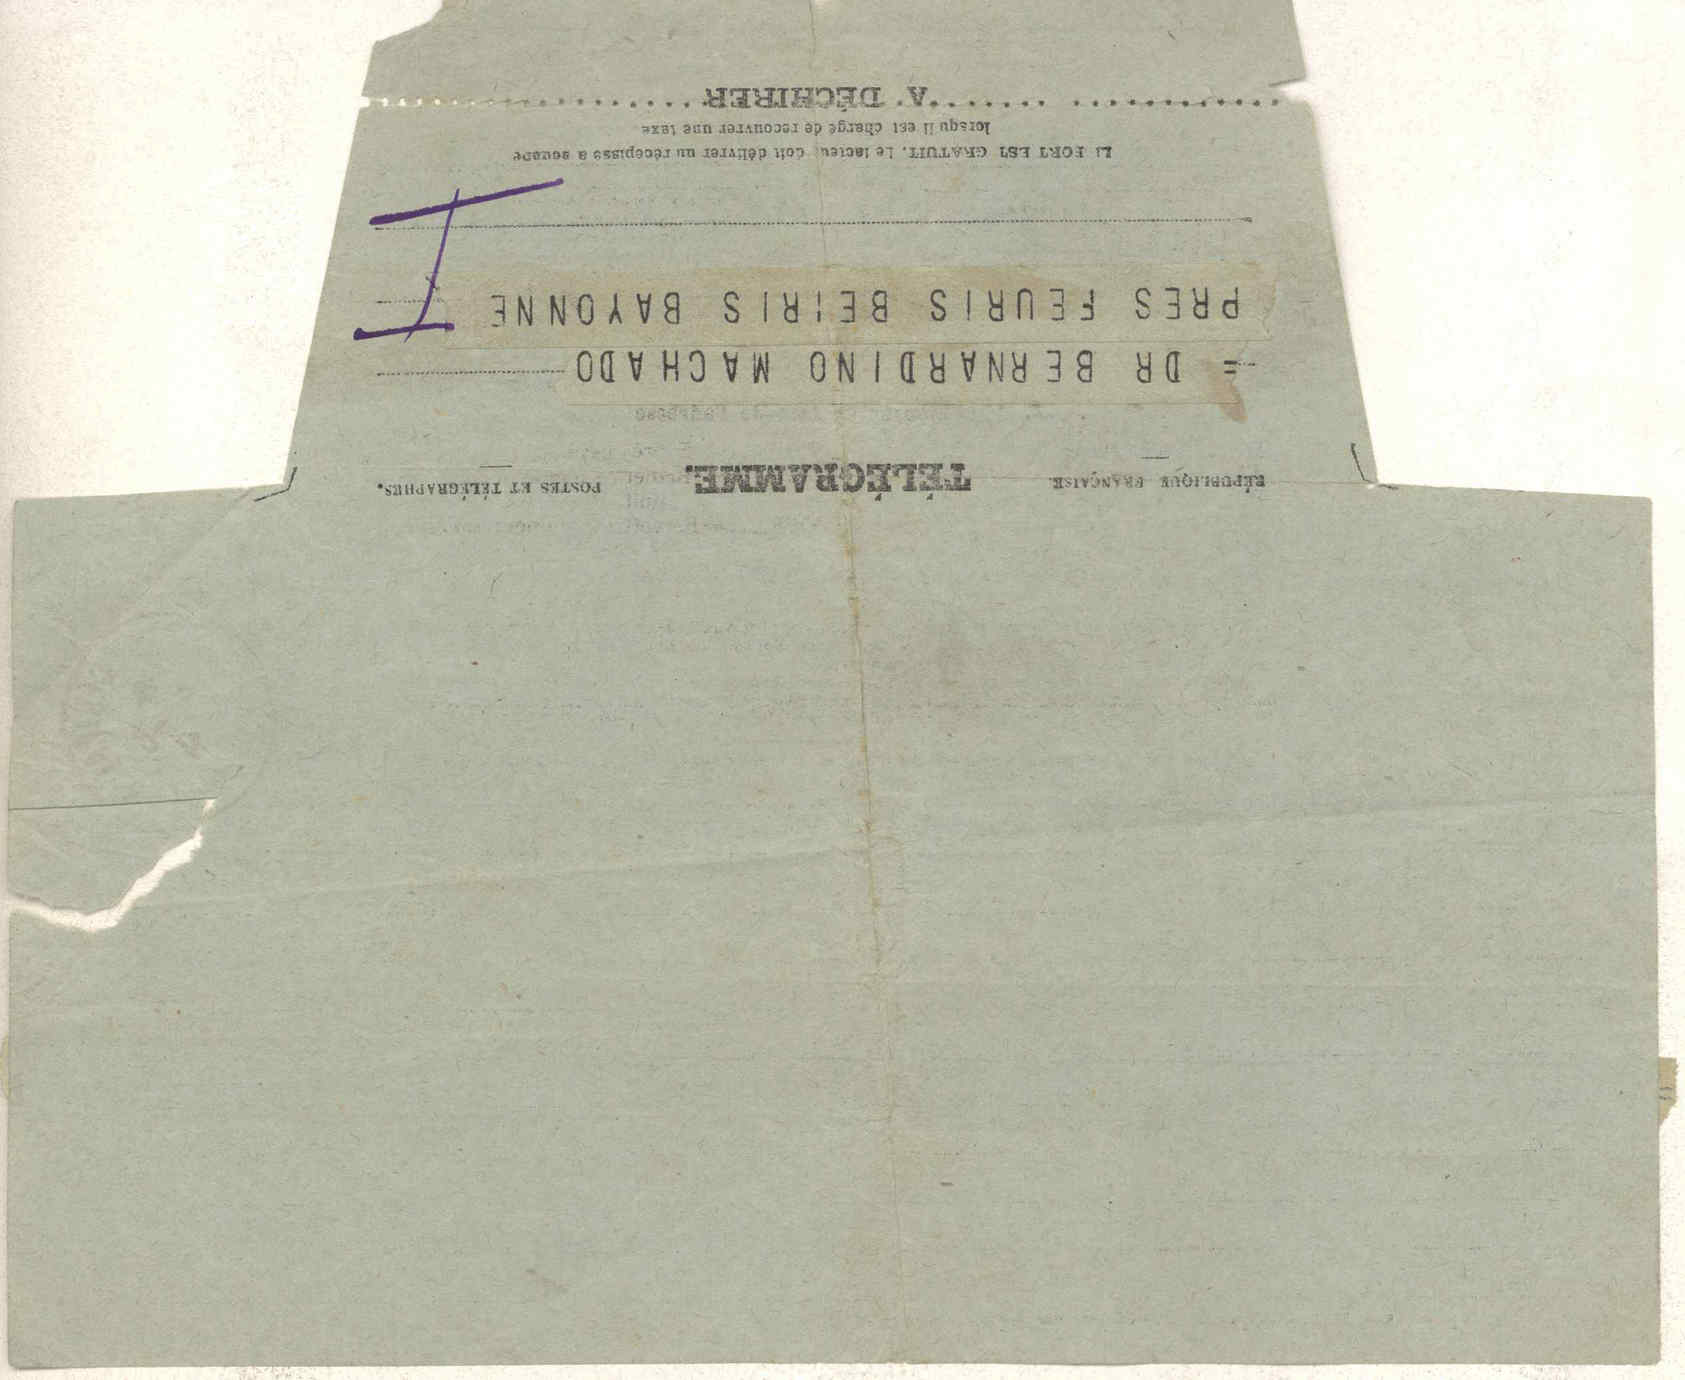 RÉPUBLIQUE FRANÇAISE TÉLÉGRAMME. POSTES ET TÉLÉGRAPHES.
= DR BERNARDINO MACHADO
PRES FEURIS BEIRIS BAYONNE
PORT EST GRATUIT. Le facteur doit délivrer un récépissé à souche
lorsqu'il est chargé de recouvrer une taxe
A DÉCHIRER